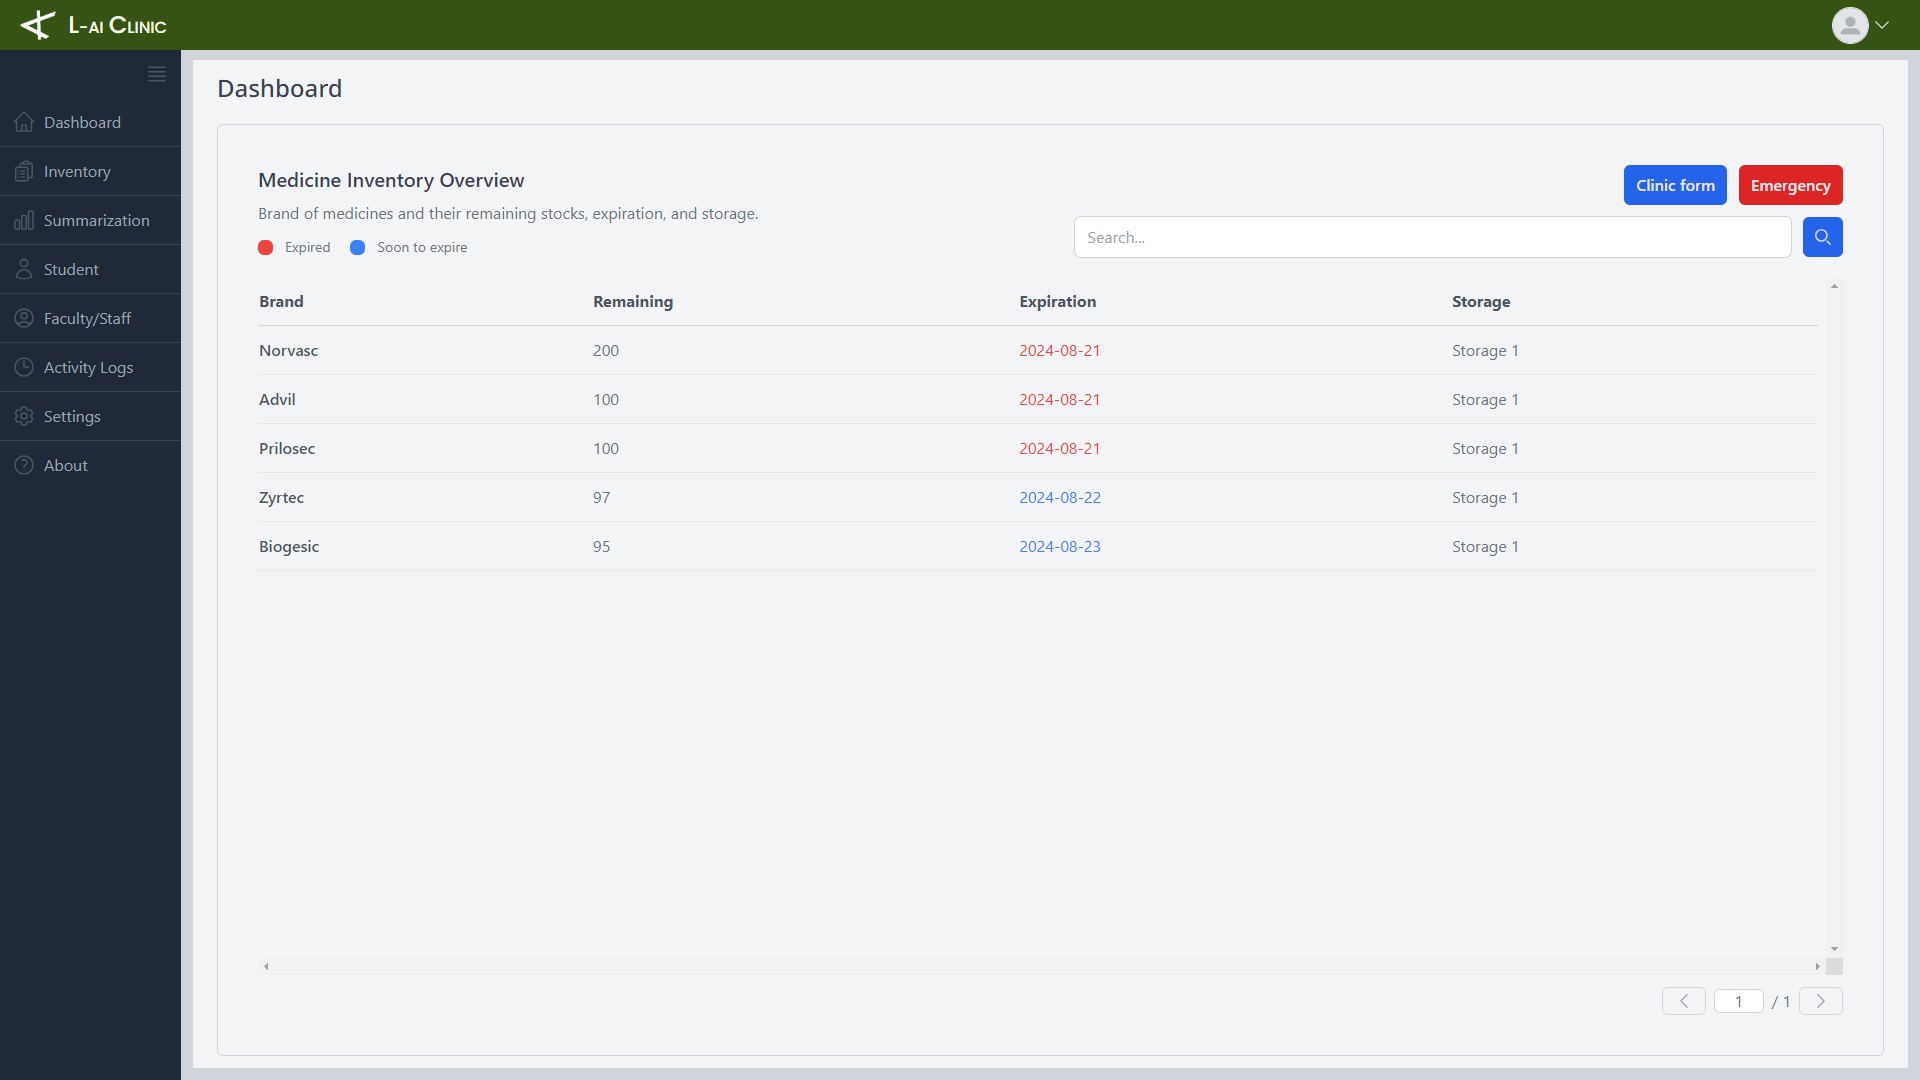 L-AI CLINIC
Dashboard
Inventory
Summarization
Student
Faculty/Staff
Activity Logs
Settings
About
Dashboard
Medicine Inventory Overview
Brand of medicines and their remaining stocks, expiration, and storage.
Expired Soon to expire
Clinic form Emergency
Search...
Brand Remaining Expiration Storage
Norvasc 200 2024-08-21 Storage 1
Advil 100 2024-08-21 Storage 1
Prilosec 100 2024-08-21 Storage 1
Zyrtec 97 2024-08-22 Storage 1
Biogesic 95 2024-08-23 Storage 1
1 / 1